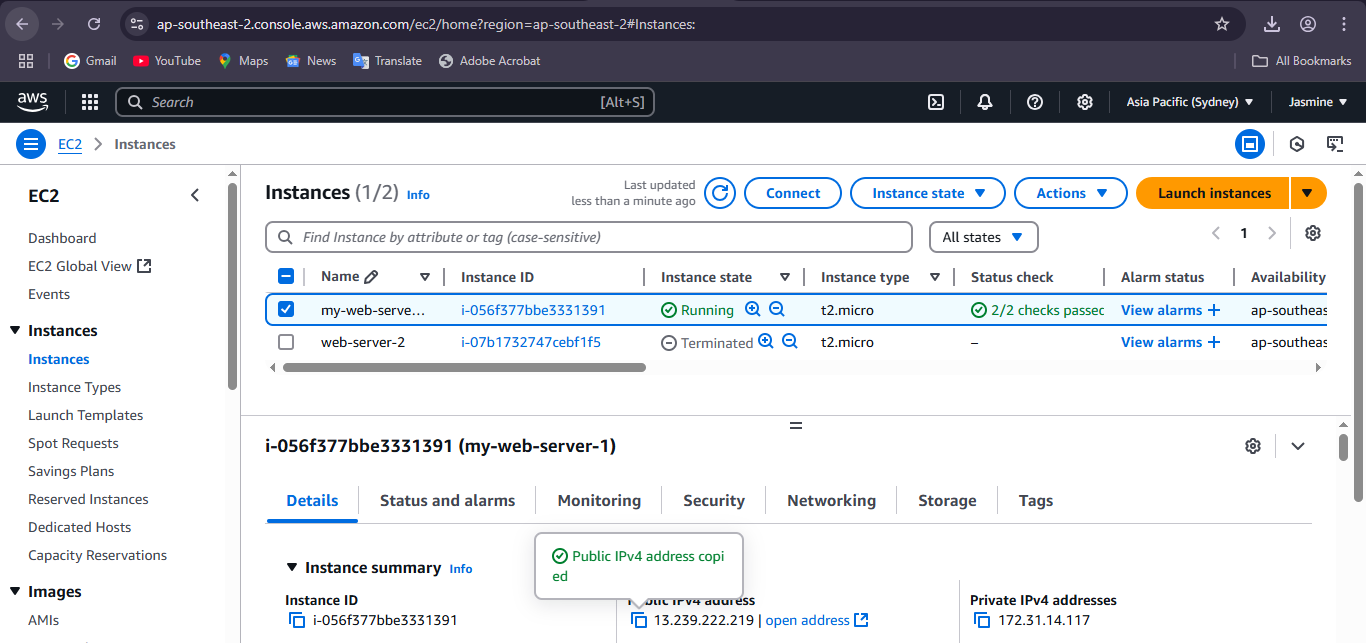 ap-southeast-2.console.aws.amazon.com/ec2/home?region=ap-southeast-2#Instances:
Gmail YouTube Maps News Translate Adobe Acrobat All Bookmarks
aws Search [Alt+S] Asia Pacific (Sydney) Jasmine
EC2 Instances
EC2
Dashboard
EC2 Global View
Events
Instances
Instances
Instance Types
Launch Templates
Spot Requests
Savings Plans
Reserved Instances
Dedicated Hosts
Capacity Reservations
Images
AMIs
Instances (1/2) Info
Last updated
less than a minute ago
Connect Instance state Actions Launch instances
Find Instance by attribute or tag (case-sensitive) All states 1
Name Instance ID Instance state Instance type Status check Alarm status Availability
my-web-serve… i-056f377bbe3331391 Running t2.micro 2/2 checks passed View alarms + ap-southeas
web-server-2 i-07b1732747cebf1f5 Terminated t2.micro – View alarms + ap-southeas
i-056f377bbe3331391 (my-web-server-1)
Details Status and alarms Monitoring Security Networking Storage Tags
Public IPv4 address copi
ed
Instance summary Info
Instance ID
i-056f377bbe3331391
Public IPv4 address
13.239.222.219 | open address
Private IPv4 addresses
172.31.14.117